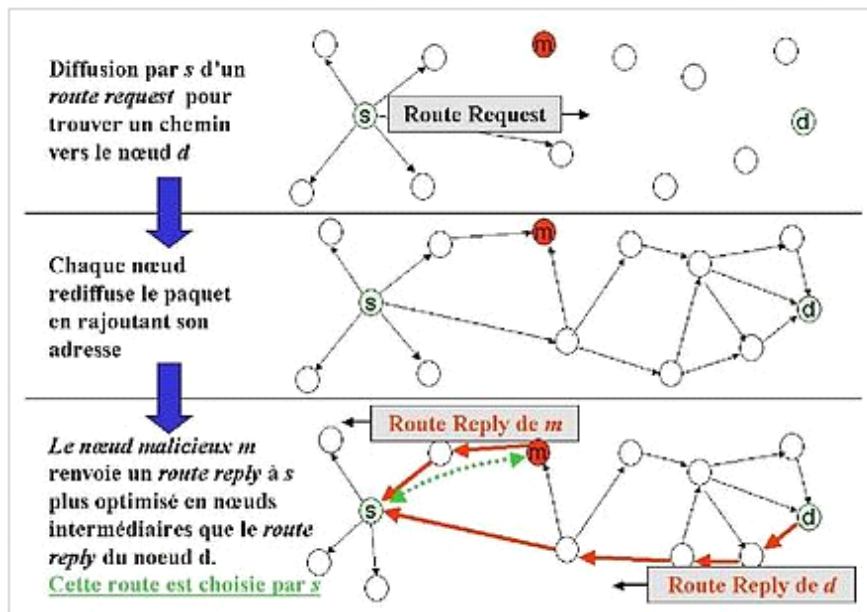 Diffusion par s d'un
route request pour
trouver un chemin
vers le nœud d
m
s
Route Request
d
Chaque nœud
rediffuse le paquet
en rajoutant son
adresse
m
s
d
Le nœud malicieux m
renvoie un route reply à s
plus optimisé en nœuds
intermédiaires que le route
reply du noeud d.
Cette route est choisie par s
Route Reply de m
m
s
d
Route Reply de d